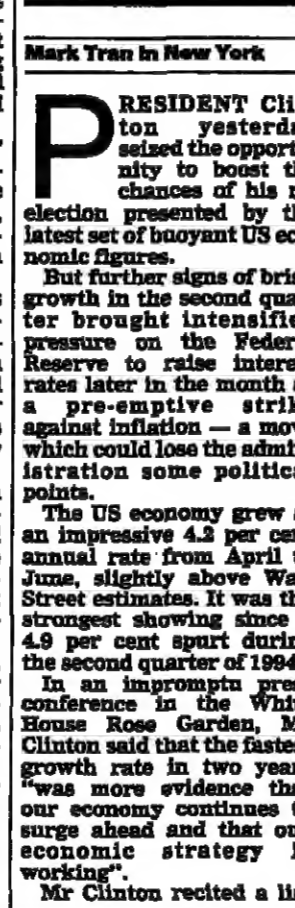 Mark Tran in New York
PRESIDENT Cli
ton yesterda
seized the opport
nity to boost th
chances of his r
election presented by th
latest set of buoyant US ec
nomic figures.
But further signs of bris
growth in the second qua
ter brought intensifie
pressure on the Feder
Reserve to raise intere
rates later in the month a
a pre-emptive strik
against inflation — a mov
which could lose the admin
istration some politica
points.
The US economy grew a
an impressive 4.2 per cen
annual rate from April t
June, slightly above Wa
Street estimates. It was th
strongest showing since
4.9 per cent spurt durin
the second quarter of 1994
In an impromptu pres
conference in the Whit
House Rose Garden, M
Clinton said that the fastes
growth rate in two year
"was more evidence tha
our economy continues t
surge ahead and that ou
economic strategy i
working".
Mr Clinton recited a li